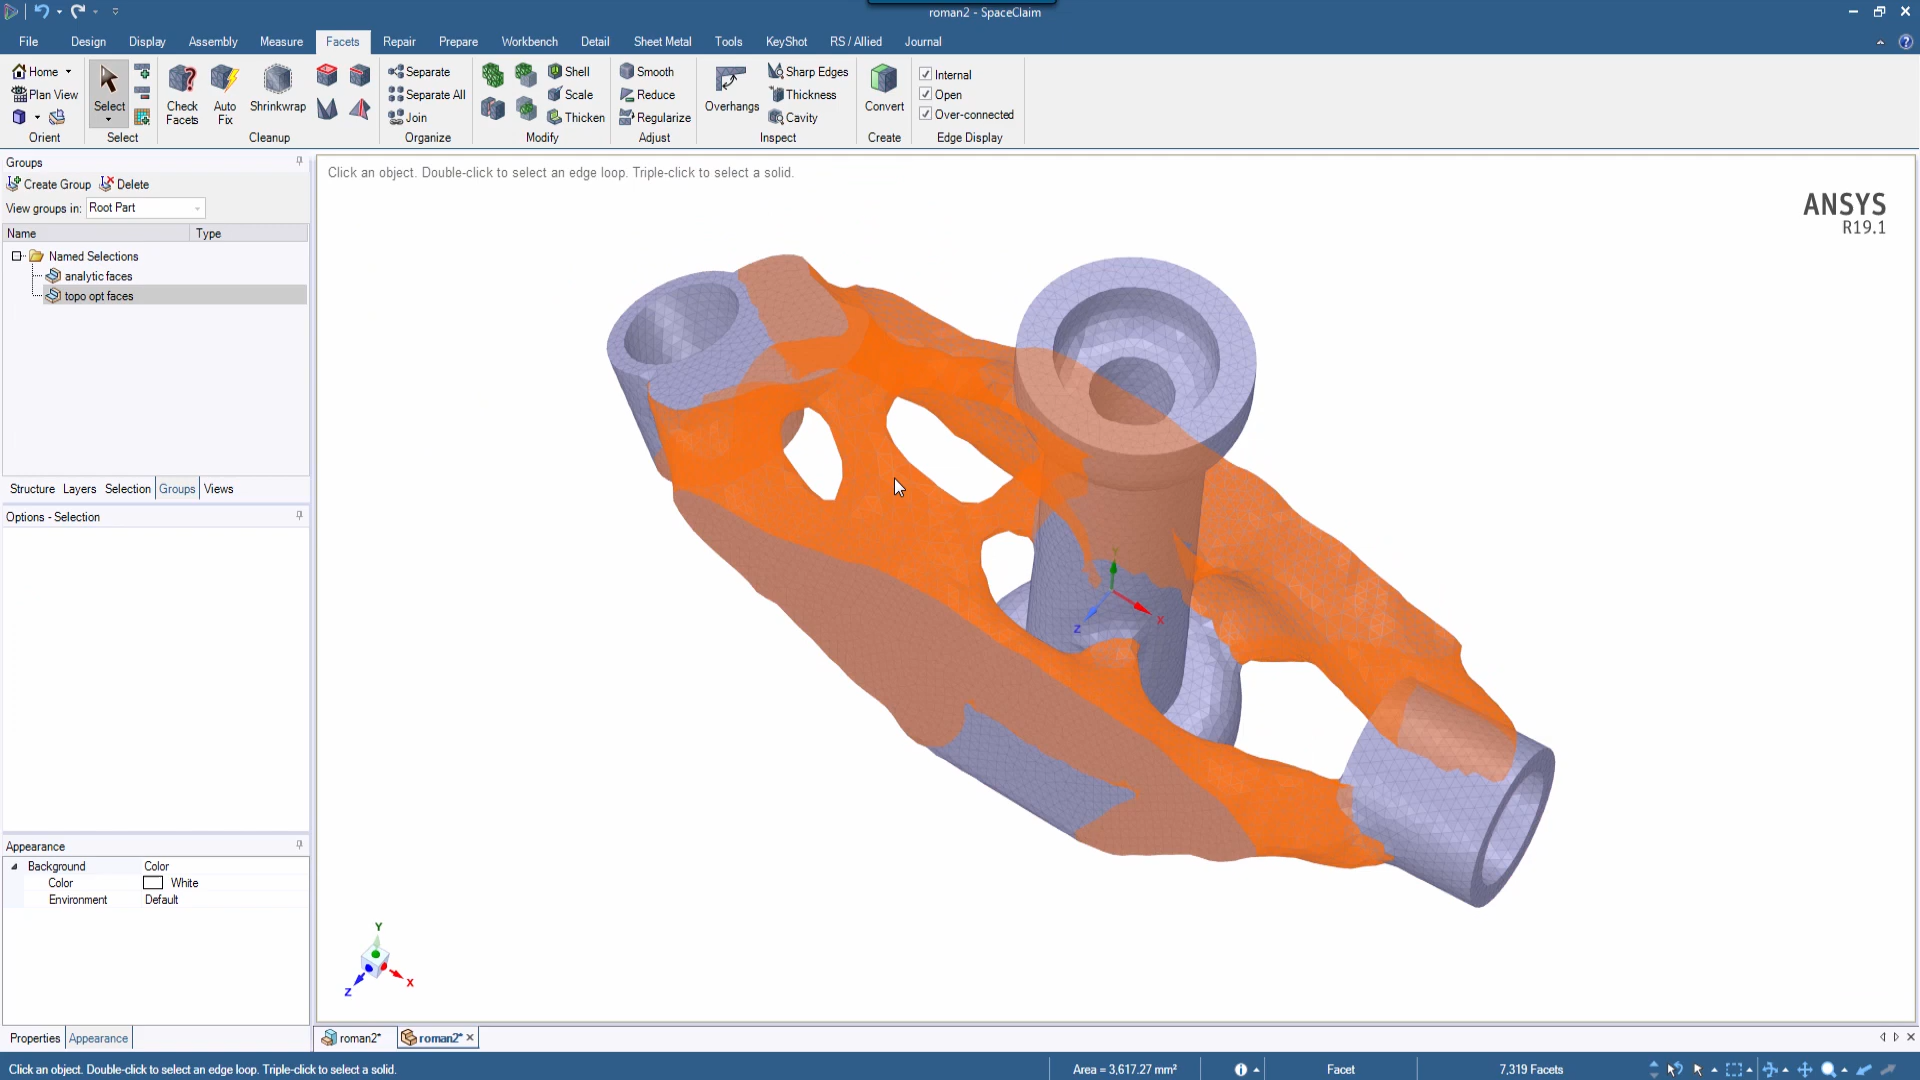 roman2 - SpaceClaim
File Design Display Assembly Measure Facets Repair Prepare Workbench Detail Sheet Metal Tools KeyShot RS / Allied Journal
Home
Plan View
Orient
Select
Select
Check Facets
Auto Fix
Shrinkwrap
Cleanup
Separate
Separate All
Join
Organize
Shell
Scale
Thicken
Modify
Smooth
Reduce
Regularize
Adjust
Overhangs
Sharp Edges
Thickness
Cavity
Inspect
Convert
Create
Internal
Open
Over-connected
Edge Display
Groups
Create Group Delete
View groups in: Root Part
Name Type
Named Selections
analytic faces
topo opt faces
Structure Layers Selection Groups Views
Options - Selection
Appearance
Background Color
Color White
Environment Default
Properties Appearance
Click an object. Double-click to select an edge loop. Triple-click to select a solid.
ANSYS
R19.1
Y
X
Z
Y
X
Z
roman2* roman2*
Click an object. Double-click to select an edge loop. Triple-click to select a solid.
Area = 3,617.27 mm²
Facet
7,319 Facets